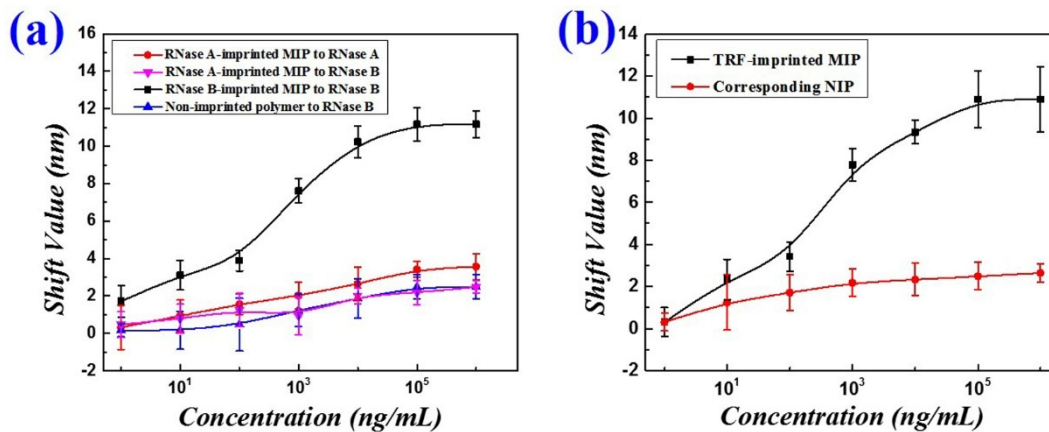 (a)
16
14
12
10
8
6
4
2
0
-2
Shift Value (nm)
RNase A-imprinted MIP to RNase A
RNase A-imprinted MIP to RNase B
RNase B-imprinted MIP to RNase B
Non-imprinted polymer to RNase B
10¹ 10³ 10⁵
Concentration (ng/mL)
(b)
14
12
10
8
6
4
2
0
-2
Shift Value (nm)
TRF-imprinted MIP
Corresponding NIP
10¹ 10³ 10⁵
Concentration (ng/mL)